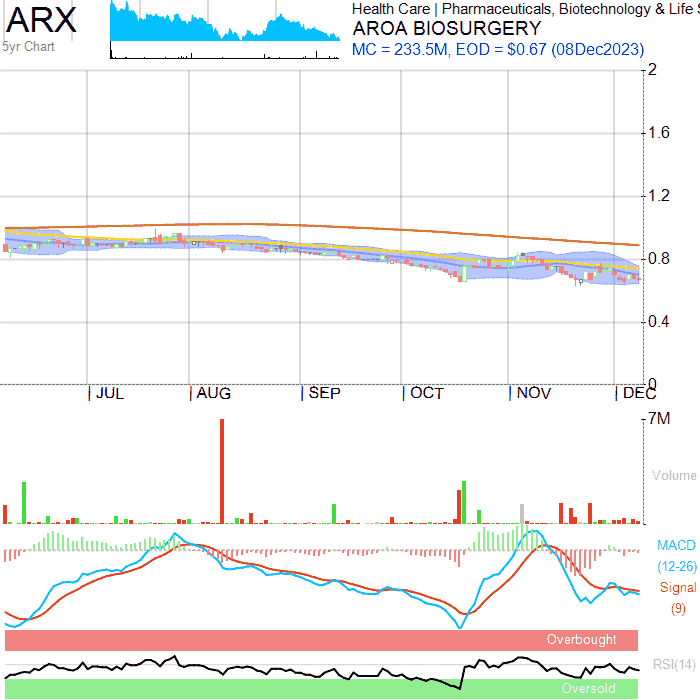 ARX
5yr Chart
Health Care | Pharmaceuticals, Biotechnology & Life
AROA BIOSURGERY
MC = 233.5M, EOD = $0.67 (08Dec2023)
2
1.6
1.2
0.8
0.4
0
JUL AUG SEP OCT NOV DEC
7M
Volume
MACD
(12-26)
Signal
(9)
Overbought
RSI(14)
Oversold